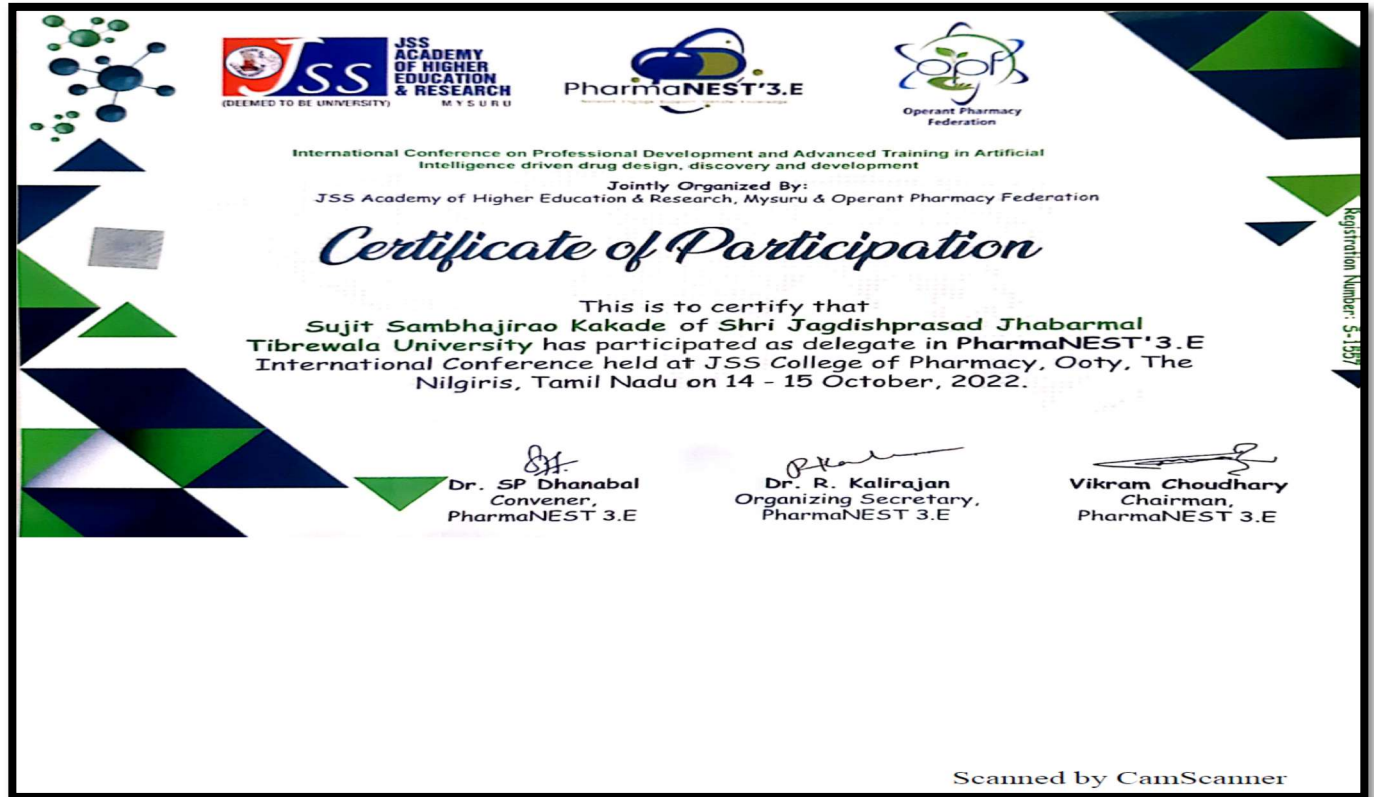 JSS
JSS
ACADEMY
OF HIGHER
EDUCATION
& RESEARCH
(DEEMED TO BE UNIVERSITY) MYSURU
PharmaNEST'3.E
opf
Operant Pharmacy
Federation
International Conference on Professional Development and Advanced Training in Artificial
Intelligence driven drug design, discovery and development
Jointly Organized By:
JSS Academy of Higher Education & Research, Mysuru & Operant Pharmacy Federation
Certificate of Participation
This is to certify that
Sujit Sambhajirao Kakade of Shri Jagdishprasad Jhabarmal
Tibrewala University has participated as delegate in PharmaNEST'3.E
International Conference held at JSS College of Pharmacy, Ooty, The
Nilgiris, Tamil Nadu on 14 - 15 October, 2022.
Registration Number: S-1557
Dr. SP Dhanabal
Convener,
PharmaNEST 3.E
Dr. R. Kalirajan
Organizing Secretary,
PharmaNEST 3.E
Vikram Choudhary
Chairman,
PharmaNEST 3.E
Scanned by CamScanner